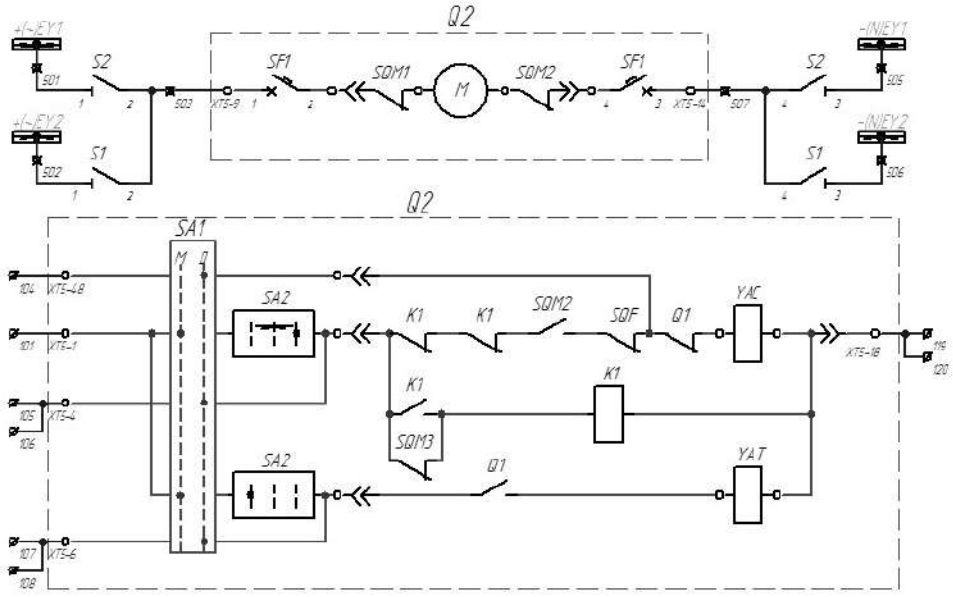 Q2
+(~)EY1
-(N)EY1
S2
SF1
SQM1
M
SQM2
SF1
S2
501
1
2
503
XT5-9
1
2
4
3
XT5-14
507
4
3
505
+(~)EY2
-(N)EY2
S1
S1
502
1
2
4
3
506
Q2
SA1
M
Д
104
XT5-48
SA2
K1
K1
SQM2
SQF
Q1
YAC
101
XT5-1
XT5-18
119
120
K1
K1
105
XT5-4
106
SQM3
SA2
Q1
YAT
107
XT5-6
108